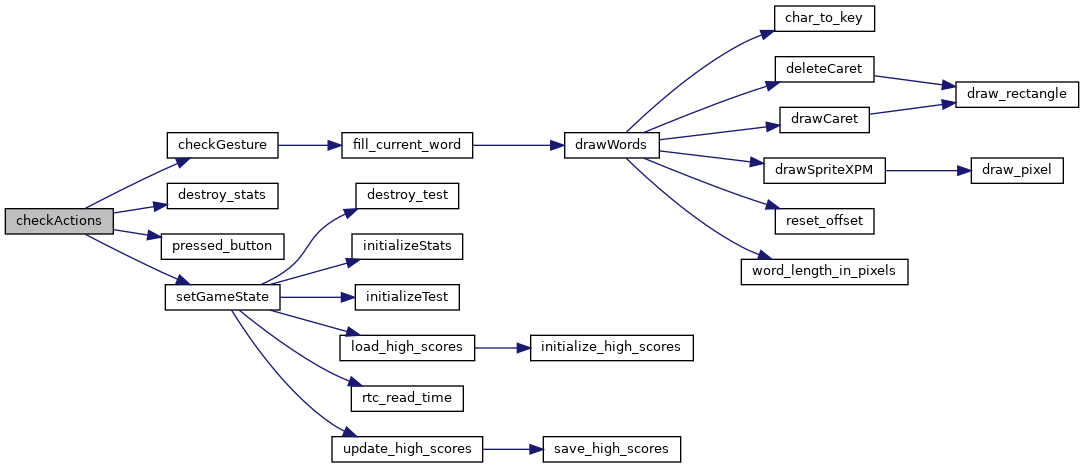 checkActions
checkGesture
destroy_stats
pressed_button
setGameState
fill_current_word
destroy_test
initializeStats
initializeTest
load_high_scores
rtc_read_time
update_high_scores
drawWords
initialize_high_scores
save_high_scores
char_to_key
deleteCaret
drawCaret
drawSpriteXPM
reset_offset
word_length_in_pixels
draw_rectangle
draw_pixel